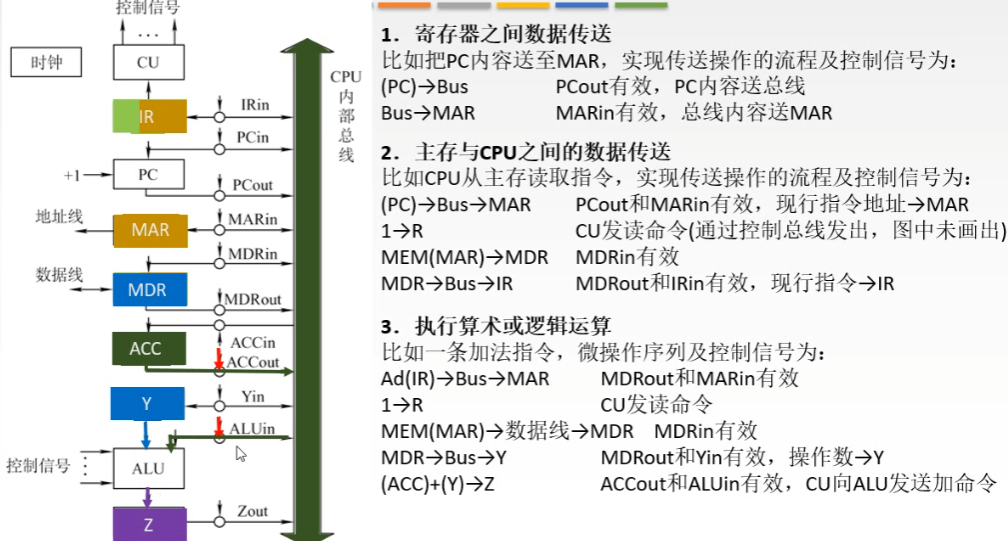 控制信号
...
时钟
CU
IR
IRin
PCin
+1
PC
PCout
地址线
MAR
MARin
MDRin
数据线
MDR
MDRout
ACC
ACCin
ACCout
Y
Yin
ALUin
控制信号
ALU
Z
Zout
CPU
内
部
总
线
1. 寄存器之间数据传送
比如把PC内容送至MAR，实现传送操作的流程及控制信号为：
(PC)→Bus PCout有效，PC内容送总线
Bus→MAR MARin有效，总线内容送MAR
2. 主存与CPU之间的数据传送
比如CPU从主存读取指令，实现传送操作的流程及控制信号为：
(PC)→Bus→MAR PCout和MARin有效，现行指令地址→MAR
1→R CU发读命令(通过控制总线发出，图中未画出)
MEM(MAR)→MDR MDRin有效
MDR→Bus→IR MDRout和IRin有效，现行指令→IR
3. 执行算术或逻辑运算
比如一条加法指令，微操作序列及控制信号为：
Ad(IR)→Bus→MAR MDRout和MARin有效
1→R CU发读命令
MEM(MAR)→数据线→MDR MDRin有效
MDR→Bus→Y MDRout和Yin有效，操作数→Y
(ACC)+(Y)→Z ACCout和ALUin有效，CU向ALU发送加命令